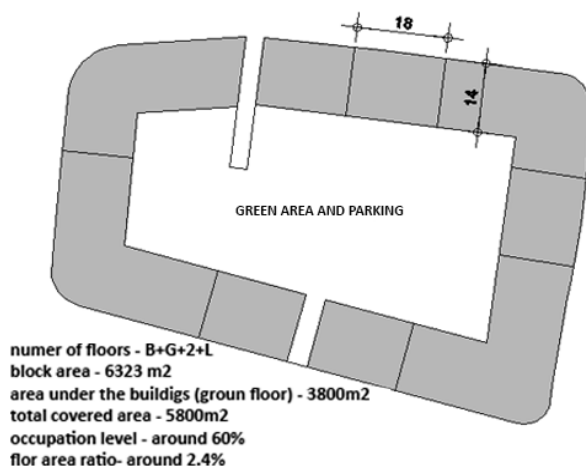 18
14
GREEN AREA AND PARKING
numer of floors - B+G+2+L
block area - 6323 m2
area under the buildigs (groun floor) - 3800m2
total covered area - 5800m2
occupation level - around 60%
flor area ratio- around 2.4%